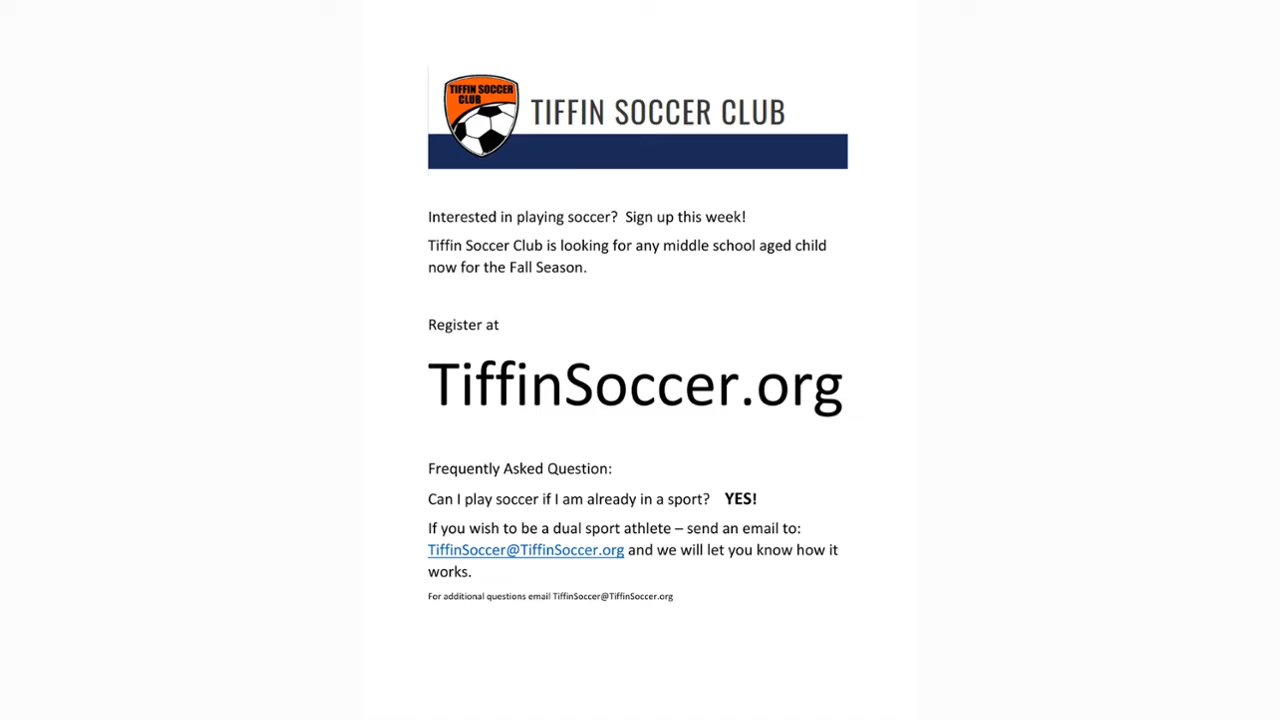 TIFFIN SOCCER
CLUB
TIFFIN SOCCER CLUB
Interested in playing soccer?  Sign up this week!
Tiffin Soccer Club is looking for any middle school aged child
now for the Fall Season.
Register at
TiffinSoccer.org
Frequently Asked Question:
Can I play soccer if I am already in a sport?   YES!
If you wish to be a dual sport athlete – send an email to:
TiffinSoccer@TiffinSoccer.org and we will let you know how it
works.
For additional questions email TiffinSoccer@TiffinSoccer.org